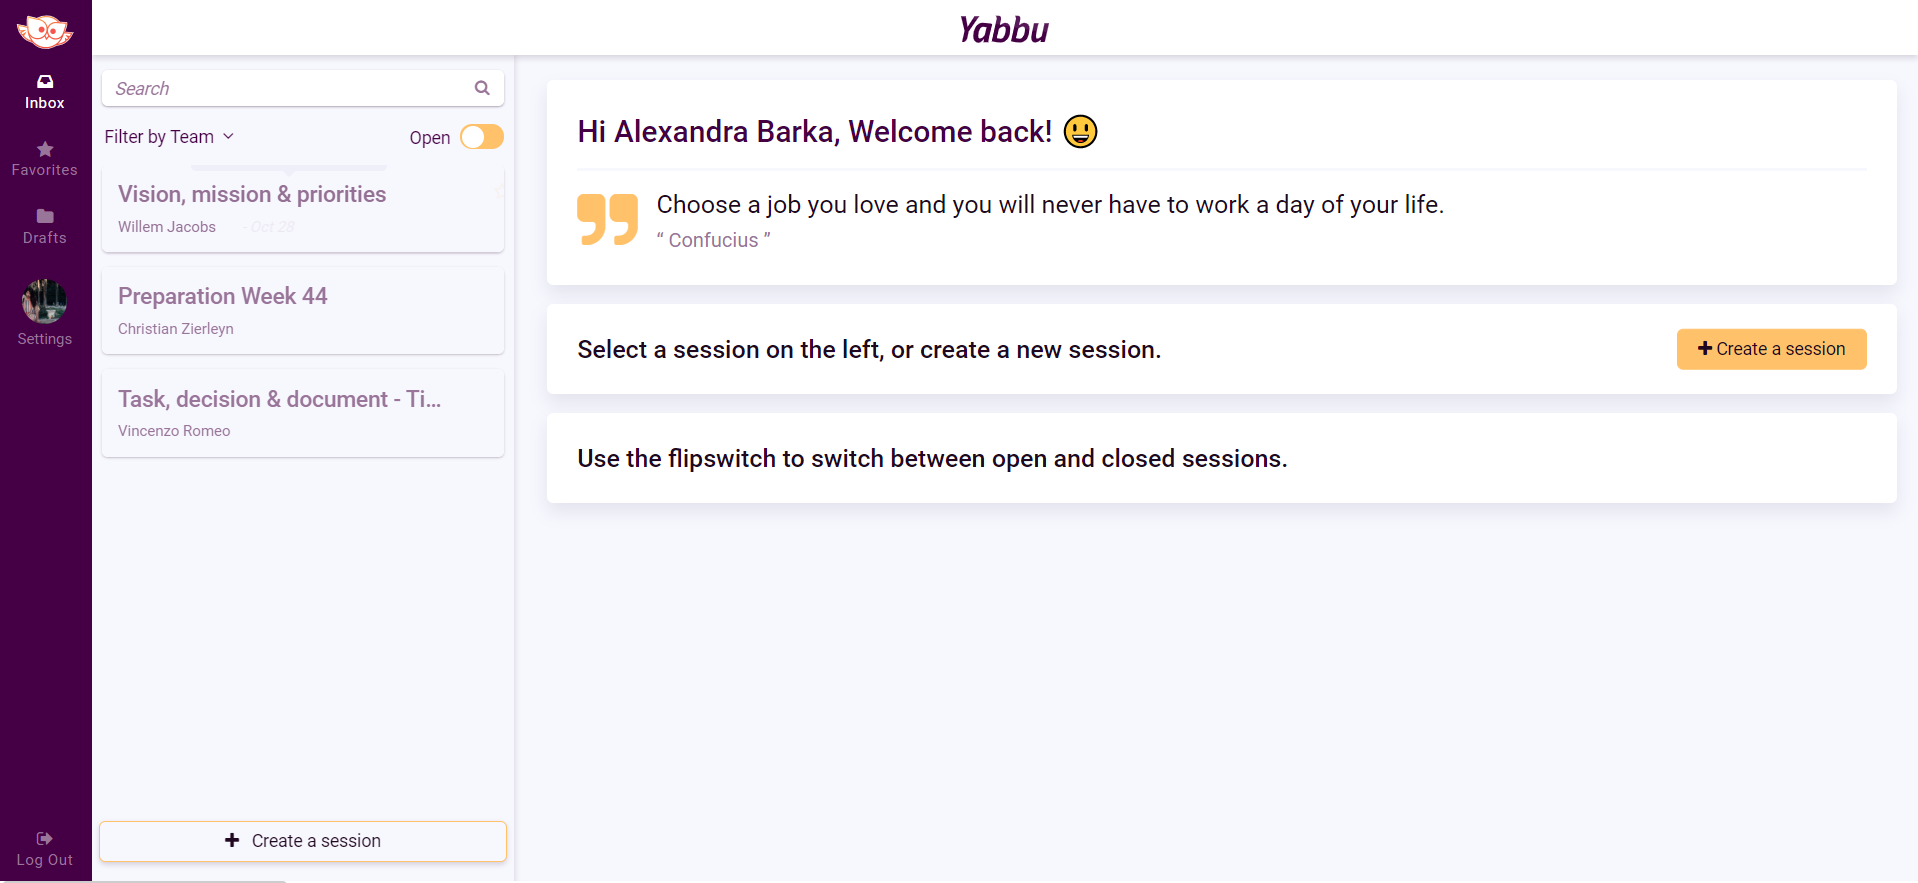 Yabbu
Inbox
Favorites
Drafts
Settings
Log Out
Search
Filter by Team
Open
Vision, mission & priorities
Willem Jacobs - Oct 28
Preparation Week 44
Christian Zierleyn
Task, decision & document - Ti...
Vincenzo Romeo
Create a session
Hi Alexandra Barka, Welcome back!
Choose a job you love and you will never have to work a day of your life.
“ Confucius ”
Select a session on the left, or create a new session.
Create a session
Use the flipswitch to switch between open and closed sessions.